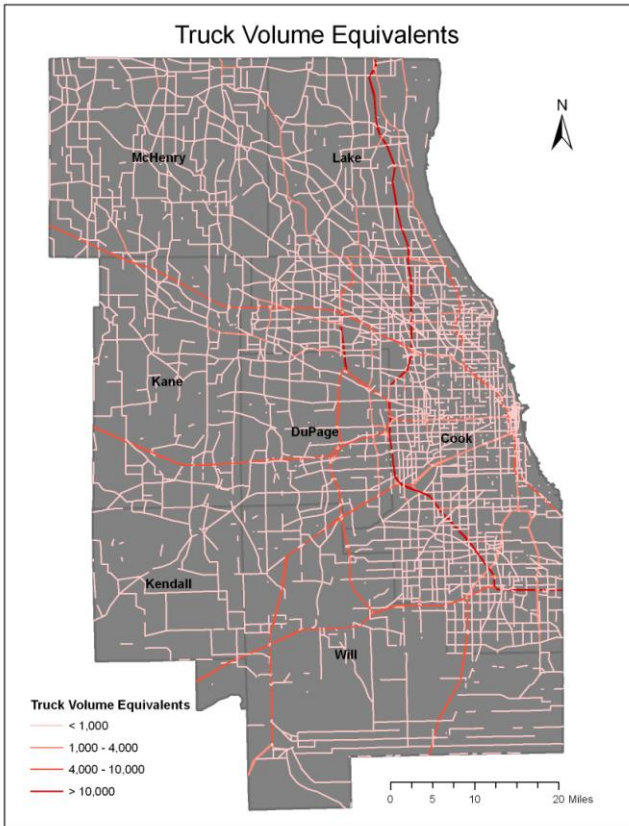 Truck Volume Equivalents
N
McHenry
Lake
Kane
DuPage
Cook
Kendall
Will
Truck Volume Equivalents
< 1,000
1,000 - 4,000
4,000 - 10,000
> 10,000
0 5 10 20 Miles